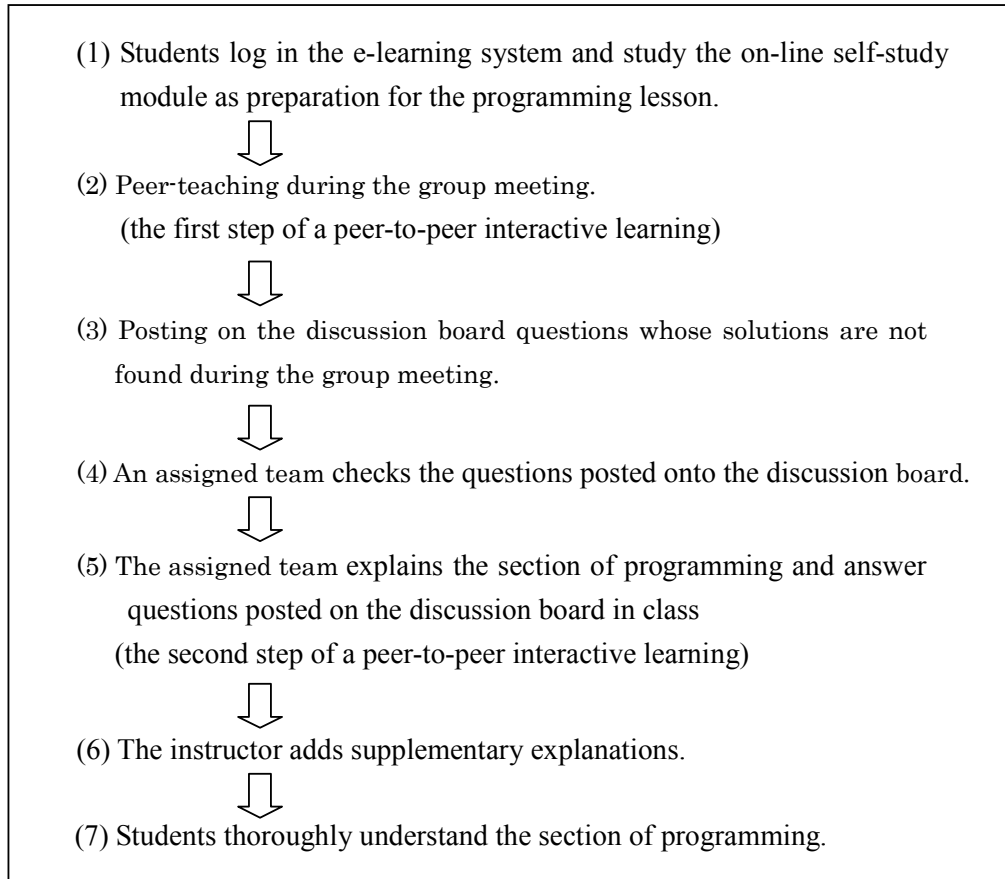 (1) Students log in the e-learning system and study the on-line self-study
module as preparation for the programming lesson.
(2) Peer-teaching during the group meeting.
(the first step of a peer-to-peer interactive learning)
(3) Posting on the discussion board questions whose solutions are not
found during the group meeting.
(4) An assigned team checks the questions posted onto the discussion board.
(5) The assigned team explains the section of programming and answer
questions posted on the discussion board in class
(the second step of a peer-to-peer interactive learning)
(6) The instructor adds supplementary explanations.
(7) Students thoroughly understand the section of programming.